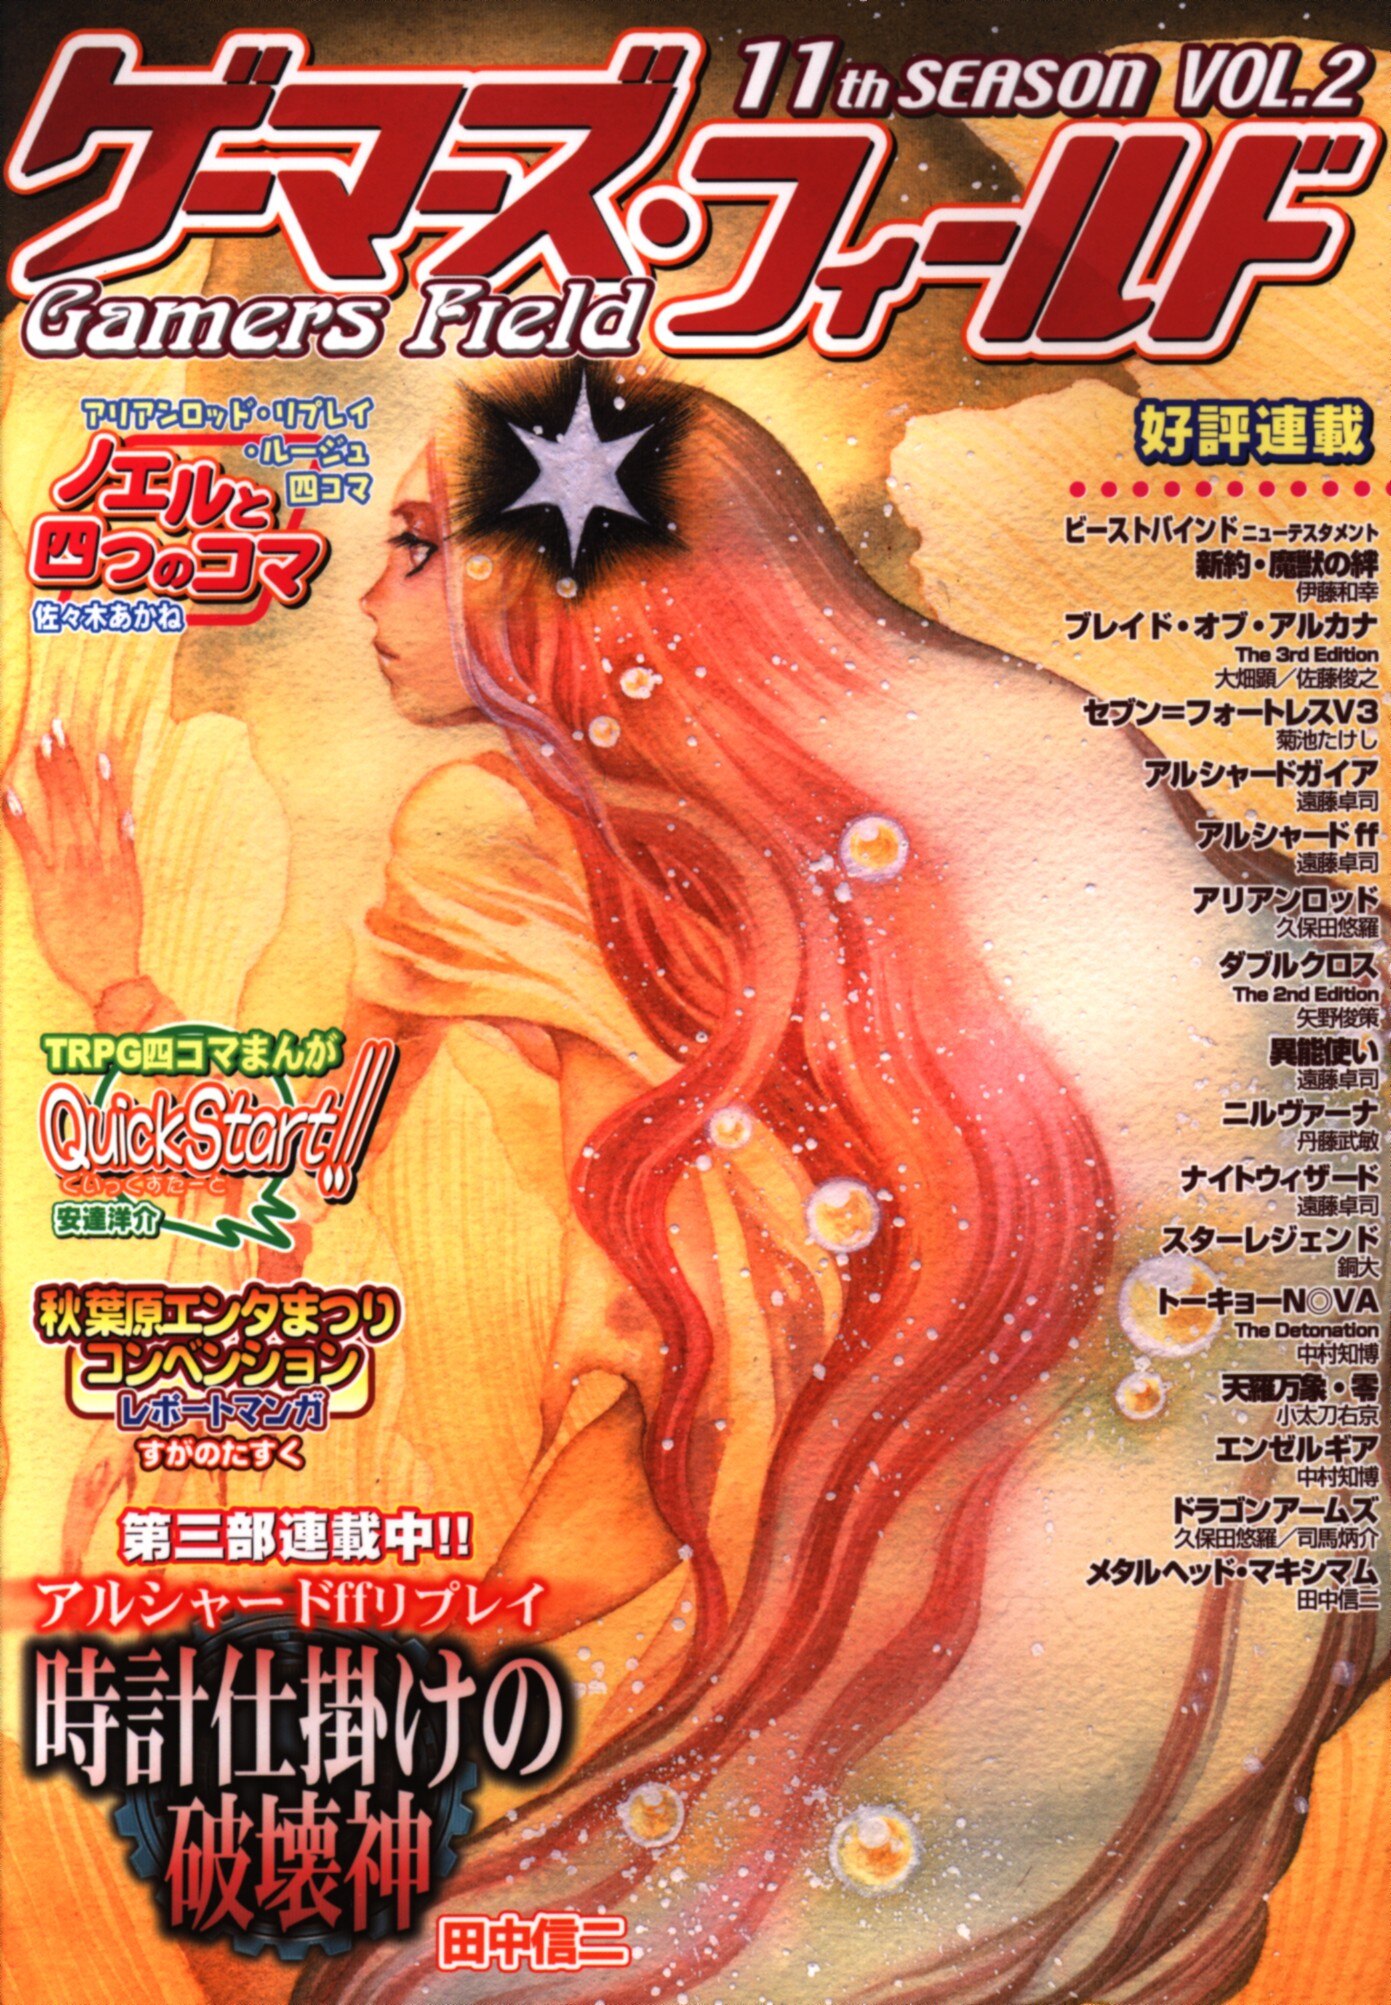 11th SEASON VOL.2
ゲーマーズ・フィールド
Gamers Field
アリアンロッド・リプレイ
・ルージュ
四コマ
ノエルと
四つのコマ
佐々木あかね
TRPG四コマまんが
QuickStart!!
くいっくすたーと
安達洋介
秋葉原エンタまつり
コンベンション
レポートマンガ
すがのたすく
第三部連載中!!
アルシャードffリプレイ
時計仕掛けの
破壊神
田中信二
好評連載
ビーストバインド ニューテスタメント
新約・魔獣の絆
伊藤和幸
ブレイド・オブ・アルカナ
The 3rd Edition
大畑顕／佐藤俊之
セブン=フォートレスV3
菊池たけし
アルシャードガイア
遠藤卓司
アルシャードff
遠藤卓司
アリアンロッド
久保田悠羅
ダブルクロス
The 2nd Edition
矢野俊策
異能使い
遠藤卓司
ニルヴァーナ
丹藤武敏
ナイトウィザード
遠藤卓司
スターレジェンド
銅大
トーキョーN◎VA
The Detonation
中村知博
天羅万象・零
小太刀右京
エンゼルギア
中村知博
ドラゴンアームズ
久保田悠羅／司馬炳介
メタルヘッド・マキシマム
田中信二